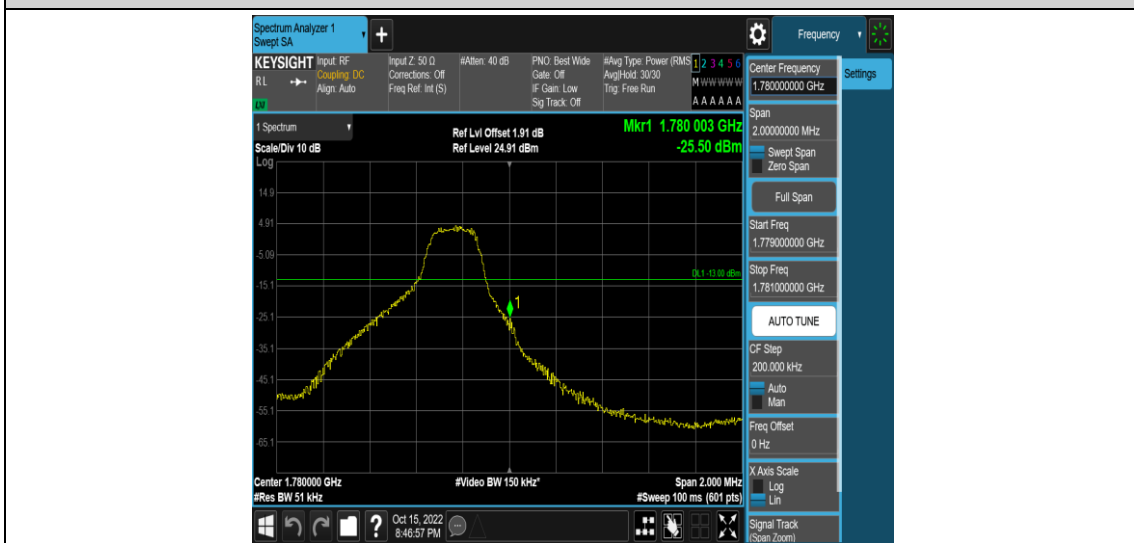 Spectrum Analyzer 1
Swept SA
Frequency
KEYSIGHT
RL
Input: RF
Coupling: DC
Align: Auto
Input Z: 50 Ω
Corrections: Off
Freq Ref: Int (S)
#Atten: 40 dB
PNO: Best Wide
Gate: Off
IF Gain: Low
Sig Track: Off
#Avg Type: Power (RMS
Avg|Hold: 30/30
Trig: Free Run
1 2 3 4 5 6
M W W W W W
A A A A A A
1 Spectrum
Scale/Div 10 dB
Log
Ref Lvl Offset 1.91 dB
Ref Level 24.91 dBm
Mkr1 1.780 003 GHz
-25.50 dBm
14.9
4.91
-5.09
-15.1
-25.1
-35.1
-45.1
-55.1
-65.1
DL1 -13.00 dBm
1
Center 1.780000 GHz
#Res BW 51 kHz
#Video BW 150 kHz*
Span 2.000 MHz
#Sweep 100 ms (601 pts)
?
Oct 15, 2022
8:46:57 PM
Center Frequency
1.780000000 GHz
Settings
Span
2.00000000 MHz
Swept Span
Zero Span
Full Span
Start Freq
1.779000000 GHz
Stop Freq
1.781000000 GHz
AUTO TUNE
CF Step
200.000 kHz
Auto
Man
Freq Offset
0 Hz
X Axis Scale
Log
Lin
Signal Track
(Span Zoom)